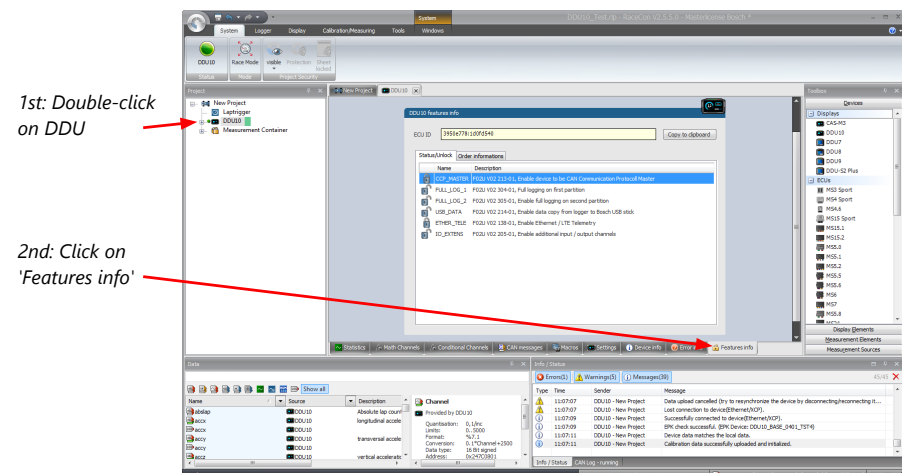 1st: Double-click
on DDU
2nd: Click on
'Features info'
DDU10_Test.rlp - RaceCon V2.5.5.0 - MasterLicense Bosch *
System
System Logger Display Calibration/Measuring Tools Windows
DDU10 Race Mode visible Protection Sheet
locked
Status Mode Project Security
Project
New Project
Laptrigger
DDU10
Measurement Container
New Project DDU10
DDU10 features info
ECU ID 3950e778:1d0fd540 Copy to clipboard
Status/Unlock Order informations
Name Description
CCP_MASTER F02U V02 213-01, Enable device to be CAN Communication Protocoll Master
FULL_LOG_1 F02U V02 304-01, Full logging on first partition
FULL_LOG_2 F02U V02 305-01, Enable full logging on second partition
USB_DATA F02U V02 214-01, Enable data copy from logger to Bosch USB stick
ETHER_TELE F02U V02 138-01, Enable Ethernet / LTE Telemetry
IO_EXTENS F02U V02 205-01, Enable additional input / output channels
Statistics Math Channels Conditional Channels CAN messages Macros Settings Device info Features info
Toolbox
Devices
Displays
CAS-M3
DDU10
DDU7
DDU8
DDU9
DDU-S2 Plus
ECUs
MS3 Sport
MS4 Sport
MS4.6
MS15 Sport
MS15.1
MS15.2
MS5.0
MS5.1
MS5.2
MS5.5
MS5.6
MS6
MS7
MS5.8
Display Elements
Measurement Elements
Measurement Sources
Data
Show all
Name Source Description
abslap DDU10 Absolute lap count
accx DDU10 longitudinal accele
accx DDU10
accy DDU10 transversal accele
accy DDU10
accz DDU10 vertical acceleratic
Channel
Provided by DDU10
Quantisation: 0,1/nc
Limits: 0..5000
Format: %7.1
Conversion: 0.1*Channel+2500
Data type: 16 Bit signed
Address: 0x247C0801
Info / Status
Errors(1) Warnings(5) Messages(39) 45/45
Type Time Sender Message
11:07:07 DDU10 - New Project Data upload cancelled (try to resynchronize the device by disconnecting/reconnecting it...
11:07:07 DDU10 - New Project Lost connection to device(Ethernet/XCP).
11:07:09 DDU10 - New Project Successfully connected to device(Ethernet/XCP).
11:07:09 DDU10 - New Project EPK check successful. (EPK Device: DDU10_BASE_0401_TST4)
11:07:11 DDU10 - New Project Device data matches the local data.
11:07:11 DDU10 - New Project Calibration data successfully uploaded and initialized.
Info / Status CAN Log - running